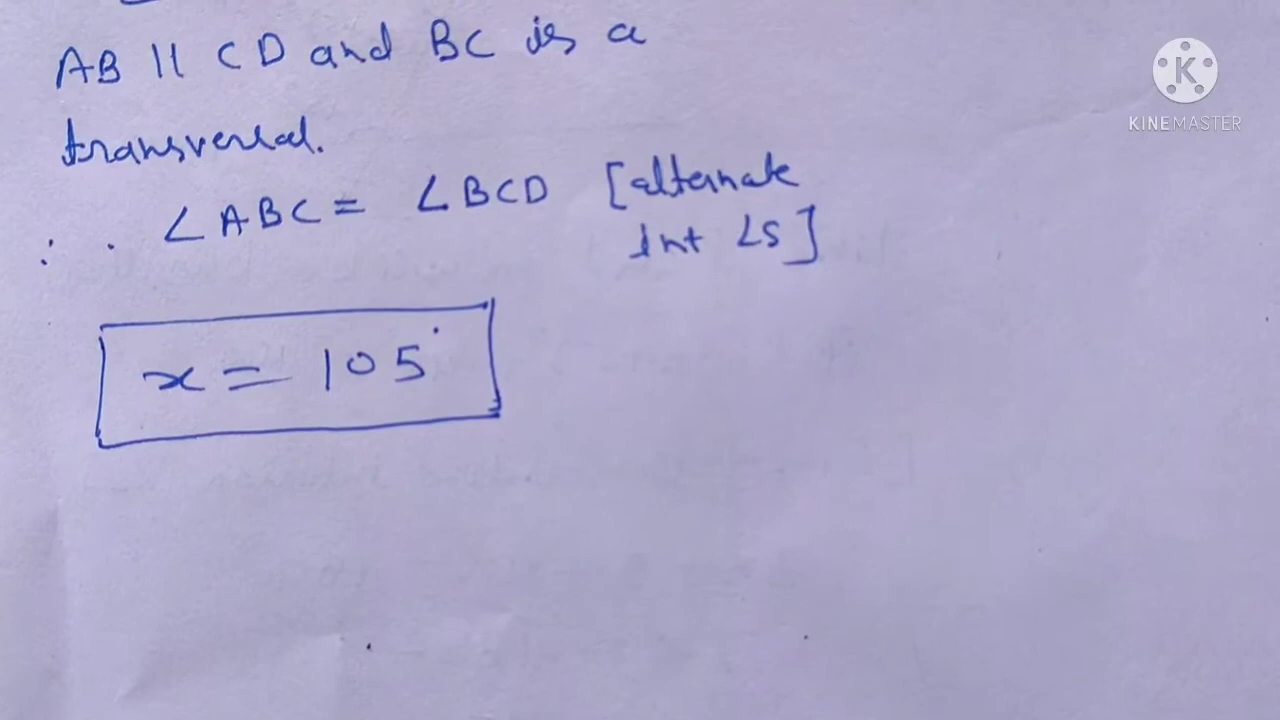 AB || CD and BC is a
transversal.
∴ ∠ABC = ∠BCD [alternate
int ∠S]
x = 105°
K
KINEMASTER